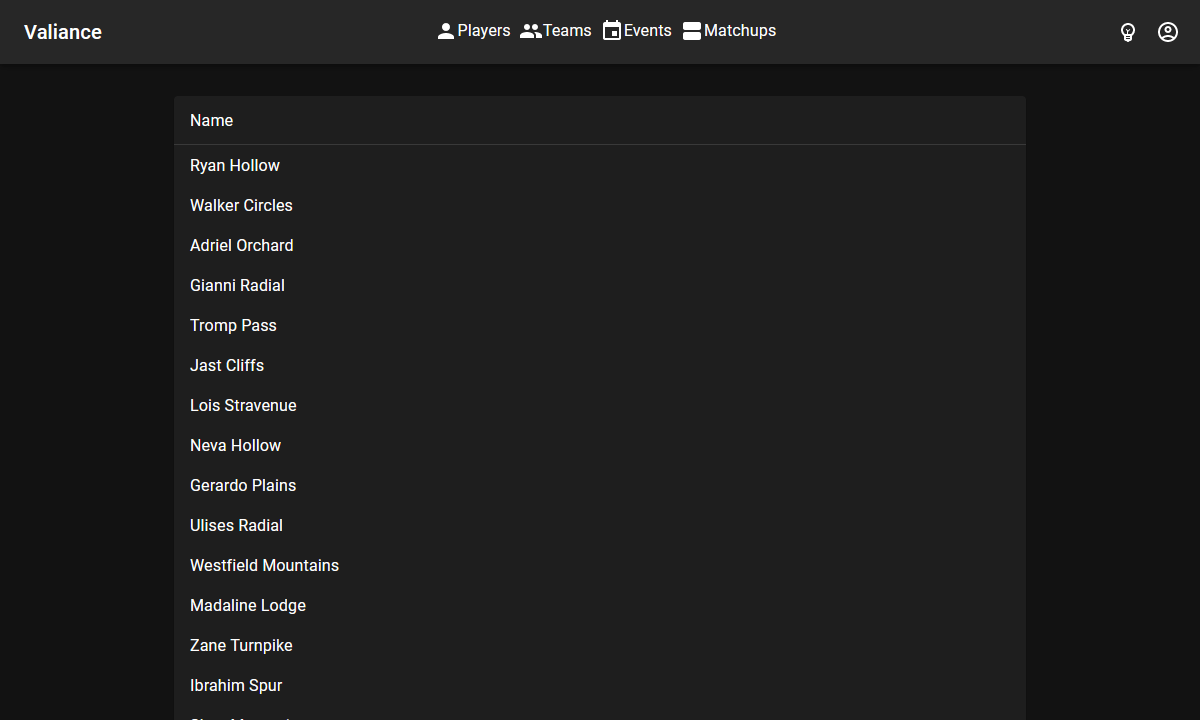 Valiance
Players Teams Events Matchups
Name
Ryan Hollow
Walker Circles
Adriel Orchard
Gianni Radial
Tromp Pass
Jast Cliffs
Lois Stravenue
Neva Hollow
Gerardo Plains
Ulises Radial
Westfield Mountains
Madaline Lodge
Zane Turnpike
Ibrahim Spur